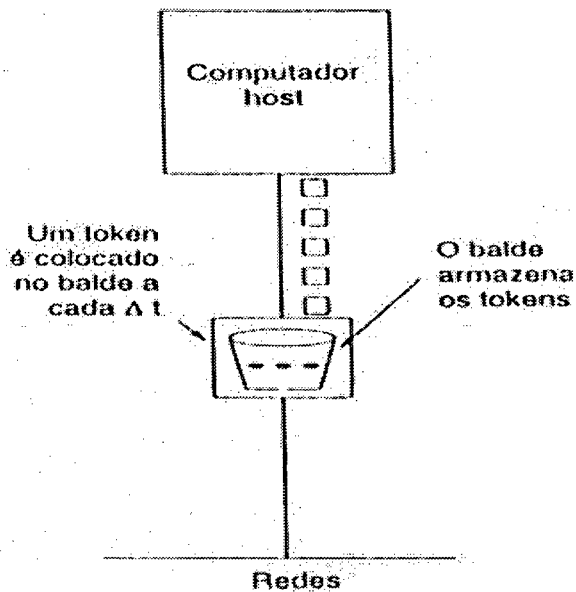 Computador
host
Um token
é colocado
no balde a
cada Δ t
O balde
armazena
os tokens
Redes